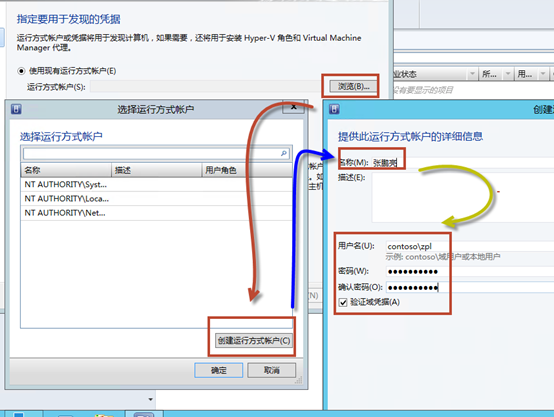 指定要用于发现的凭据
运行方式帐户或凭据将用于发现计算机，如果需要，还将用于安装 Hyper-V 角色和 Virtual Machine
Manager 代理。
使用现有运行方式帐户(E)
运行方式帐户(S):
浏览(B)...
业状态
所...
用...
没有要显示的项目
选择运行方式帐户
x
选择运行方式帐户
名称
描述
用户角色
NT AUTHORITY\Syst...
NT AUTHORITY\Loca...
NT AUTHORITY\Net...
创建运行方式帐户(C)
确定
取消
帐户
。如
主机
(N)
创建
提供此运行方式帐户的详细信息
名称(M):
张鹏亮
描述(E):
用户名(U):
contoso\zpl
示例: contoso\域用户或本地用户
密码(W):
●●●●●●●●●●
确认密码(O):
●●●●●●●●●●
验证域凭据(A)